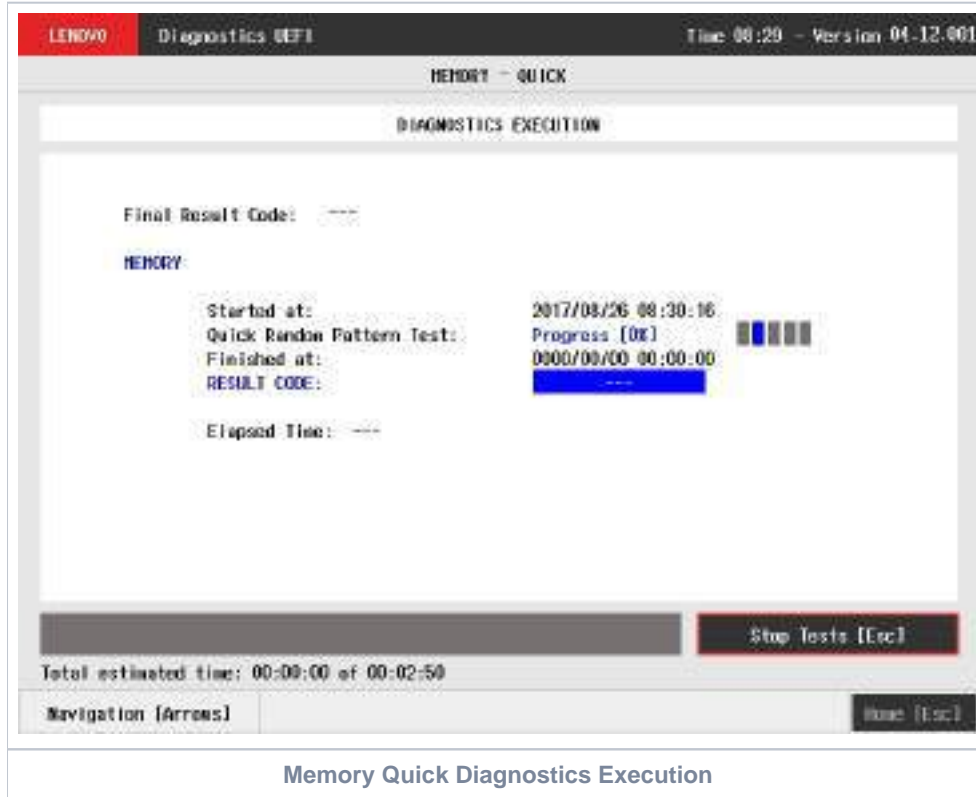 LENOVO Diagnostics UEFI Time 08:29 - Version 04.12.001
MEMORY - QUICK
DIAGNOSTICS EXECUTION
Final Result Code: ---
MEMORY
Started at: 2017/08/26 08:30:16
Quick Random Pattern Test: Progress [0%]
Finished at: 0000/00/00 00:00:00
RESULT CODE: ---
Elapsed Time: ---
Stop Tests [Esc]
Total estimated time: 00:00:00 of 00:02:50
Navigation [Arrows] Home [Esc]
Memory Quick Diagnostics Execution